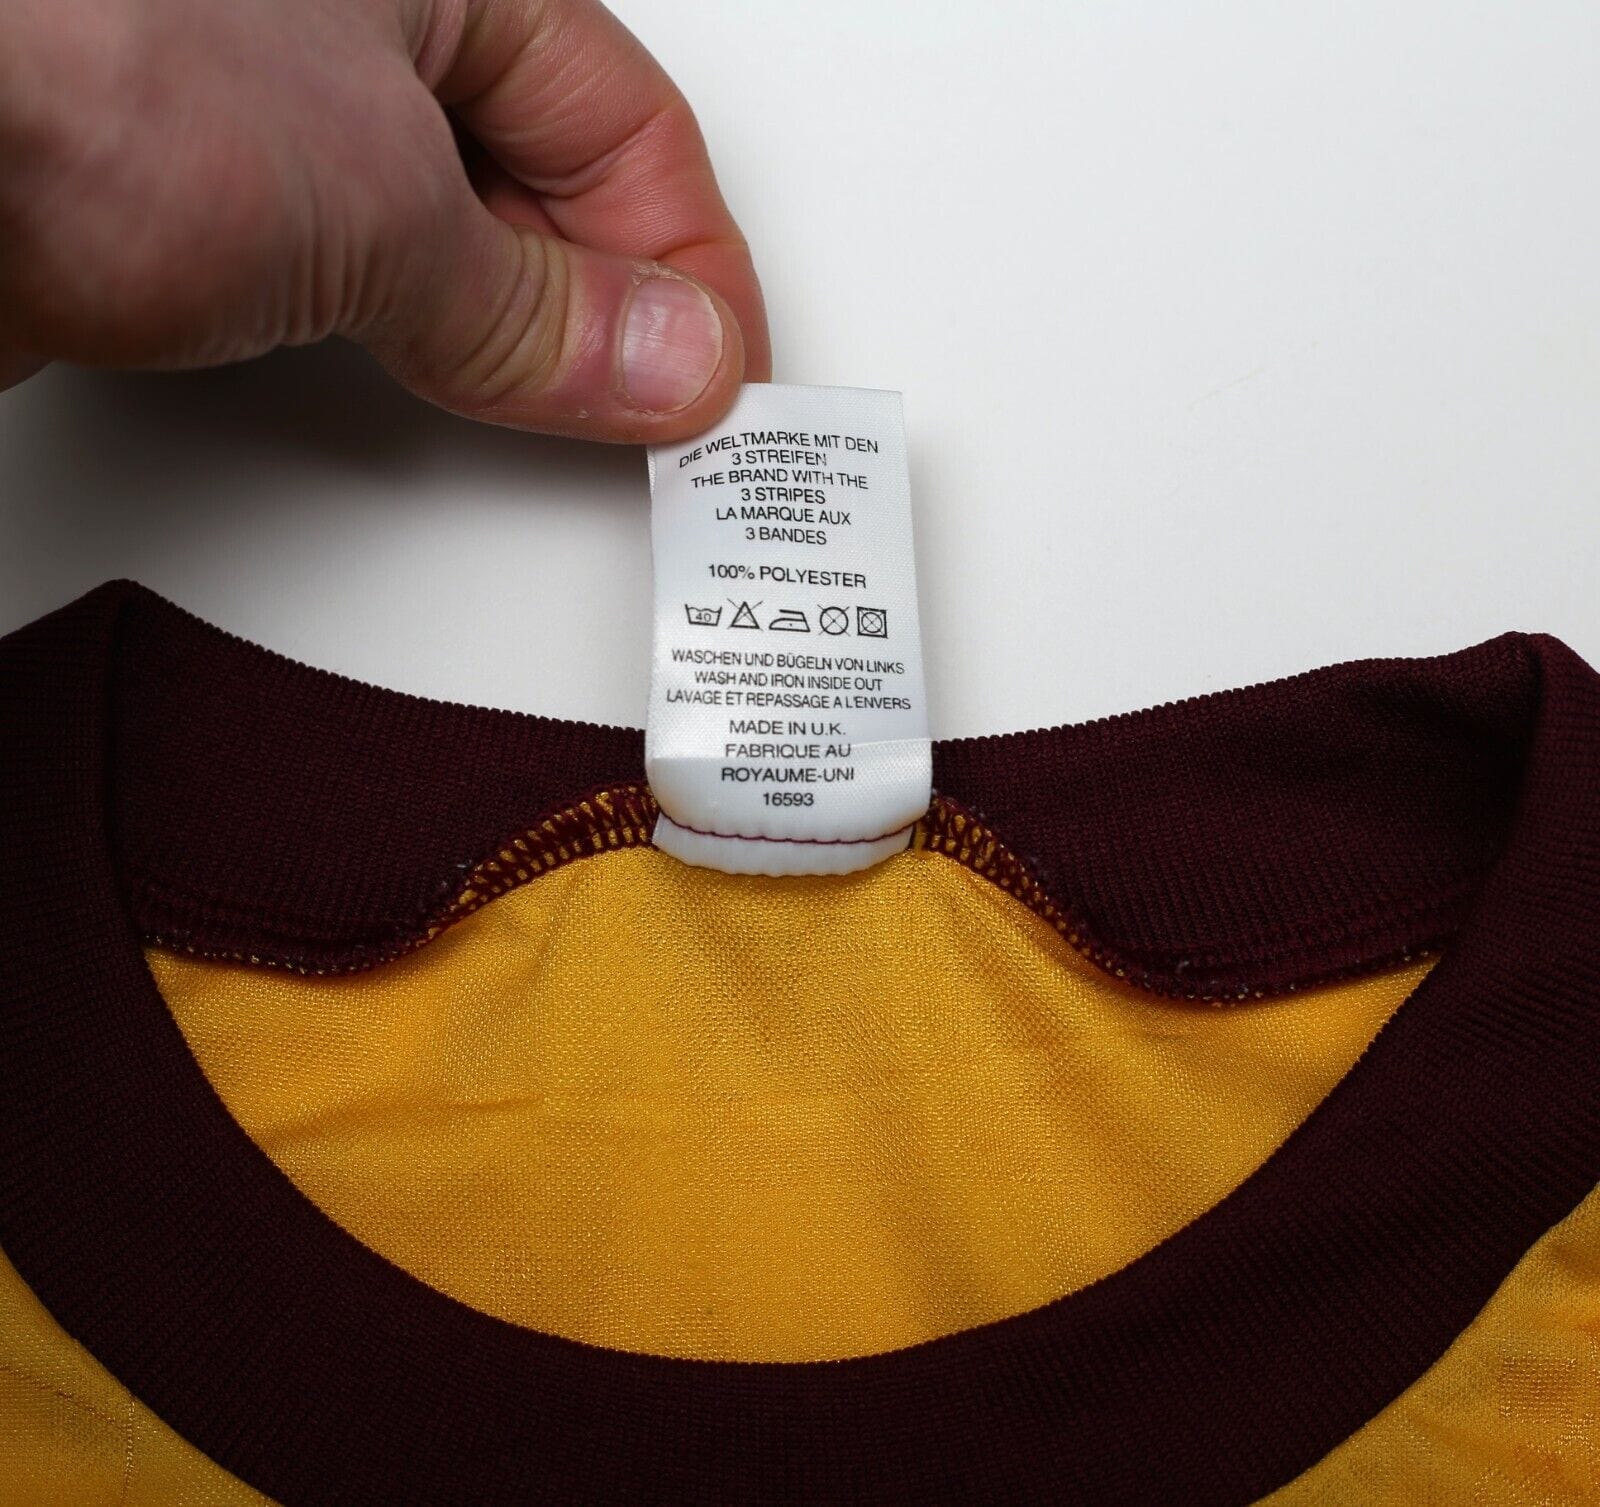 DIE WELTMARKE MIT DEN
3 STREIFEN
THE BRAND WITH THE
3 STRIPES
LA MARQUE AUX
3 BANDES
100% POLYESTER
40
WASCHEN UND BÜGELN VON LINKS
WASH AND IRON INSIDE OUT
LAVAGE ET REPASSAGE A L'ENVERS
MADE IN U.K.
FABRIQUE AU
ROYAUME-UNI
16593